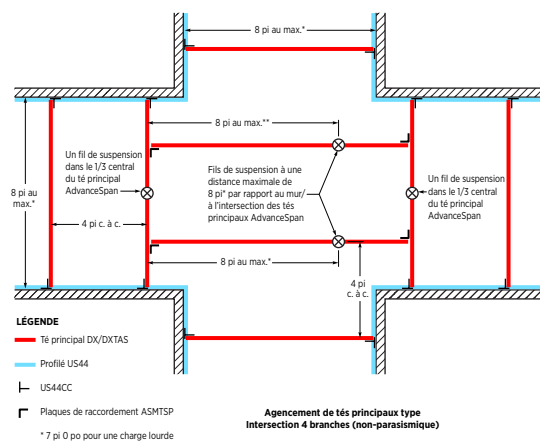 8 pi au max.*
8 pi au max.**
Un fil de suspension
dans le 1/3 central
du té principal
AdvanceSpan
Fils de suspension à une
distance maximale de
8 pi* par rapport au mur/
à l'intersection des tés
principaux AdvanceSpan
Un fil de suspension
dans le 1/3 central
du té principal
AdvanceSpan
8 pi au
max.*
4 pi c. à c.
8 pi au max.*
4 pi
c. à c.
LÉGENDE
Té principal DX/DXTAS
Profilé US44
US44CC
Plaques de raccordement ASMTSP
* 7 pi 0 po pour une charge lourde
Agencement de tés principaux type
Intersection 4 branches (non-parasismique)